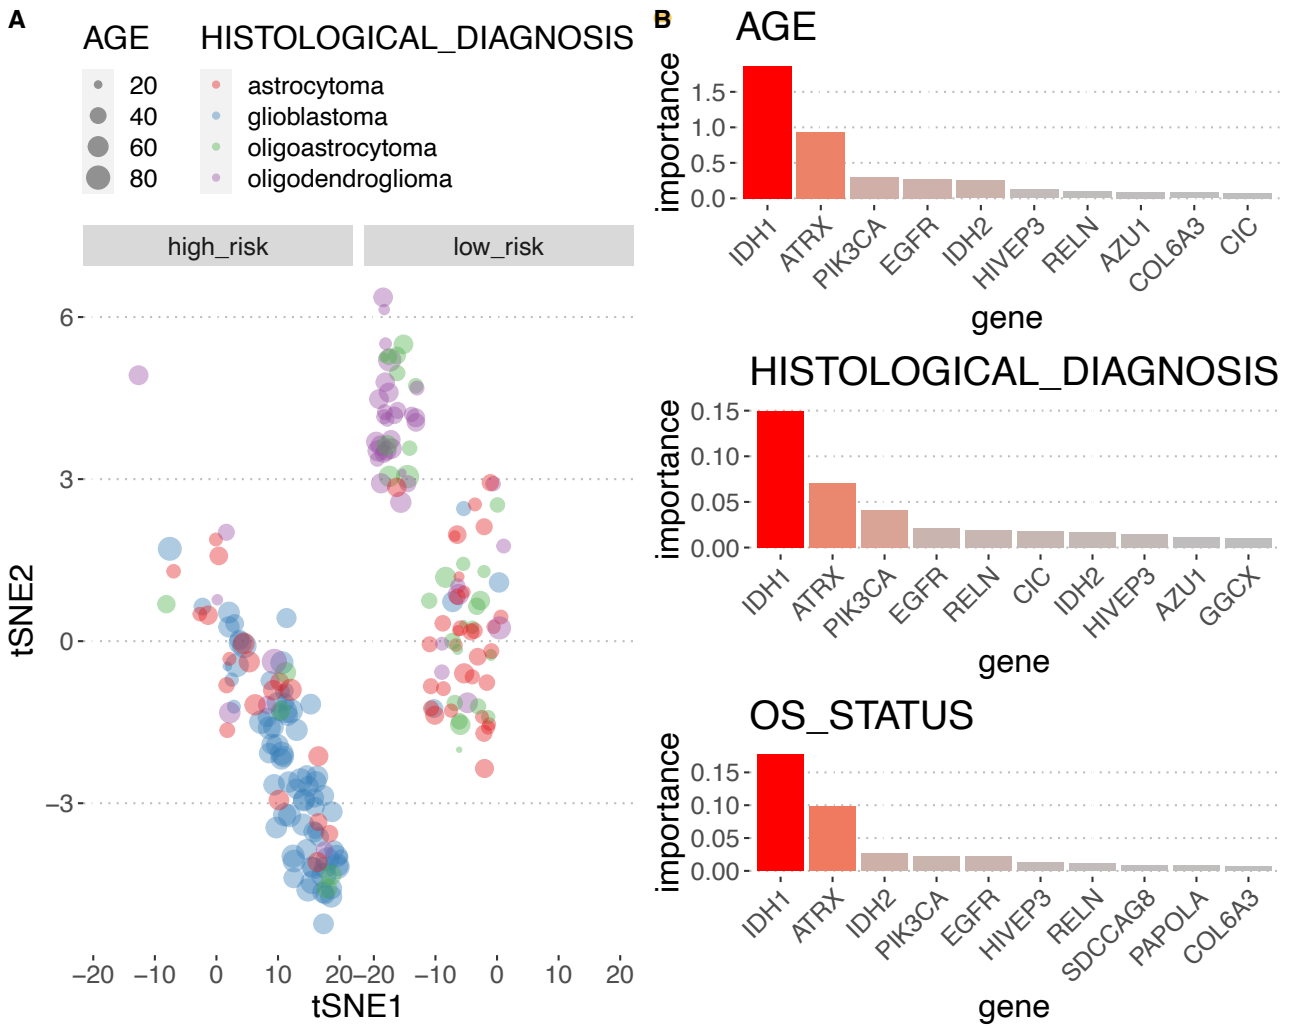 A
AGE
20
40
60
80
HISTOLOGICAL_DIAGNOSIS
astrocytoma
glioblastoma
oligoastrocytoma
oligodendroglioma
high_risk
low_risk
tSNE2
6
3
0
−3
−20 −10 0 10 20
−20 −10 0 10 20
tSNE1
B
AGE
importance
1.5
1.0
0.5
0.0
IDH1 ATRX PIK3CA EGFR IDH2 HIVEP3 RELN AZU1 COL6A3 CIC
gene
HISTOLOGICAL_DIAGNOSIS
importance
0.15
0.10
0.05
0.00
IDH1 ATRX PIK3CA EGFR RELN CIC IDH2 HIVEP3 AZU1 GGCX
gene
OS_STATUS
importance
0.15
0.10
0.05
0.00
IDH1 ATRX IDH2 PIK3CA EGFR HIVEP3 RELN SDCCAG8 PAPOLA COL6A3
gene